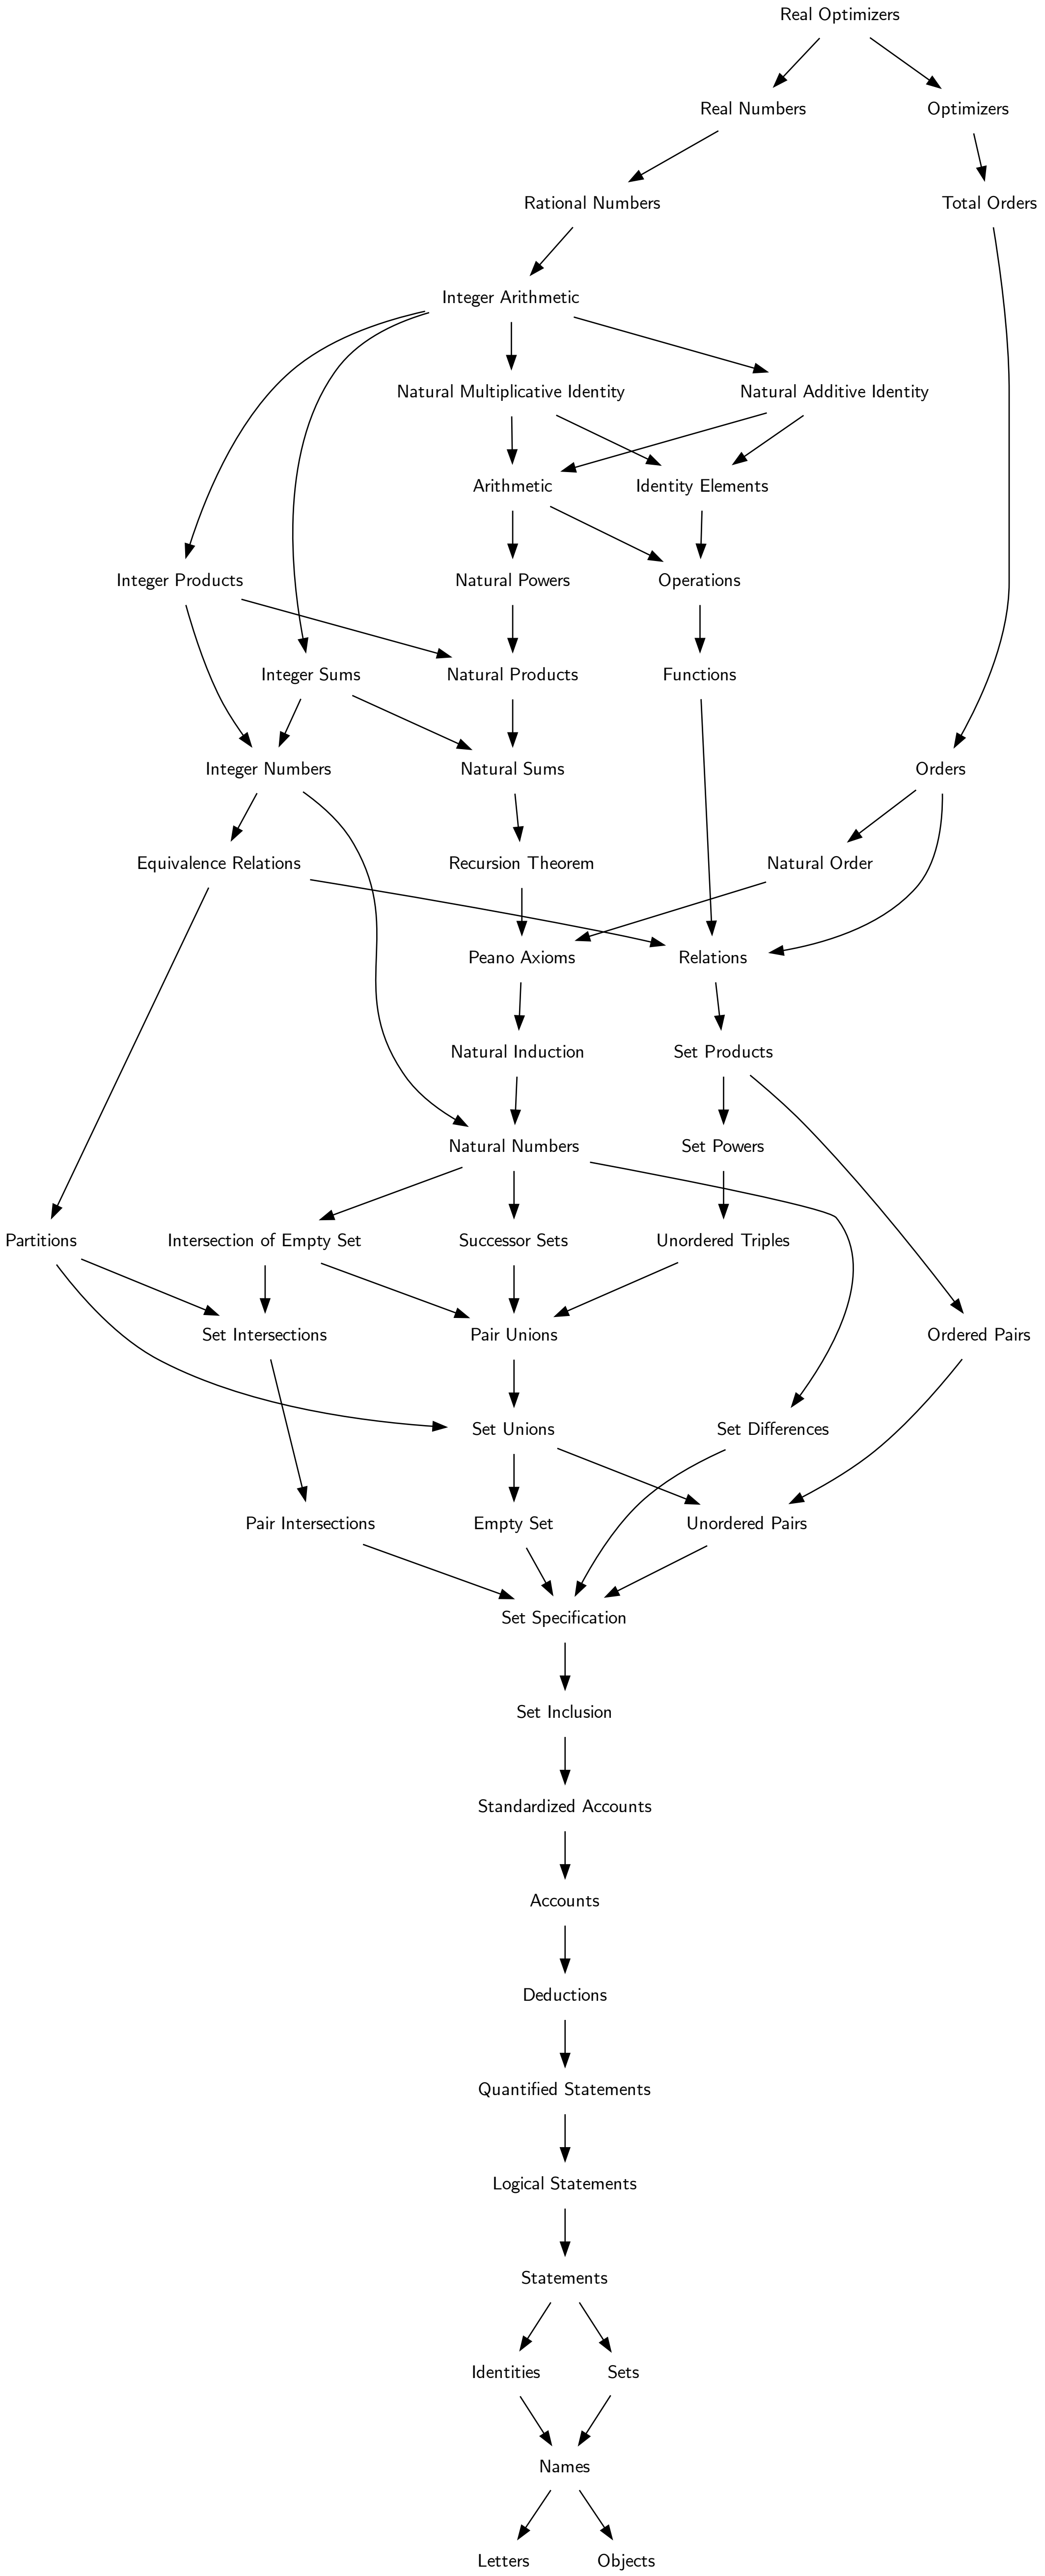 Real Optimizers
Real Numbers
Optimizers
Rational Numbers
Total Orders
Integer Arithmetic
Natural Multiplicative Identity
Natural Additive Identity
Arithmetic
Identity Elements
Integer Products
Natural Powers
Operations
Integer Sums
Natural Products
Functions
Integer Numbers
Natural Sums
Orders
Equivalence Relations
Recursion Theorem
Natural Order
Peano Axioms
Relations
Natural Induction
Set Products
Natural Numbers
Set Powers
Partitions
Intersection of Empty Set
Successor Sets
Unordered Triples
Set Intersections
Pair Unions
Ordered Pairs
Set Unions
Set Differences
Pair Intersections
Empty Set
Unordered Pairs
Set Specification
Set Inclusion
Standardized Accounts
Accounts
Deductions
Quantified Statements
Logical Statements
Statements
Identities
Sets
Names
Letters
Objects